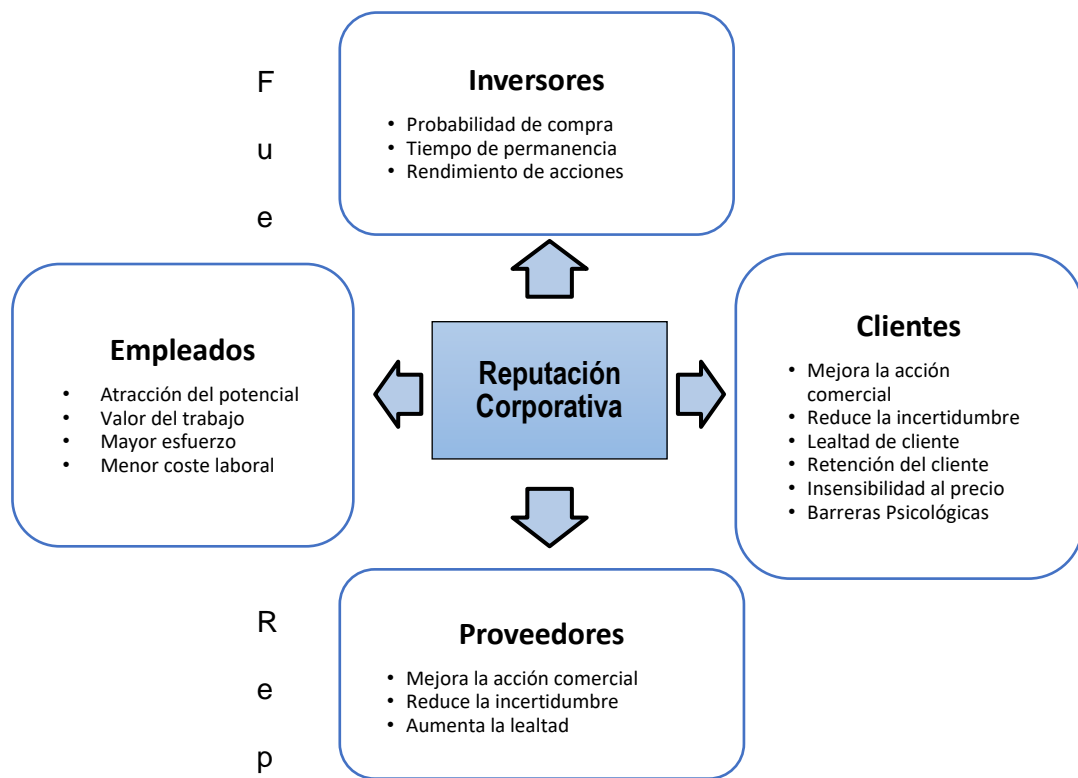 F
u
e
Inversores
• Probabilidad de compra
• Tiempo de permanencia
• Rendimiento de acciones
Empleados
• Atracción del potencial
• Valor del trabajo
• Mayor esfuerzo
• Menor coste laboral
Reputación
Corporativa
Clientes
• Mejora la acción
comercial
• Reduce la incertidumbre
• Lealtad de cliente
• Retención del cliente
• Insensibilidad al precio
• Barreras Psicológicas
R
e
p
Proveedores
• Mejora la acción comercial
• Reduce la incertidumbre
• Aumenta la lealtad